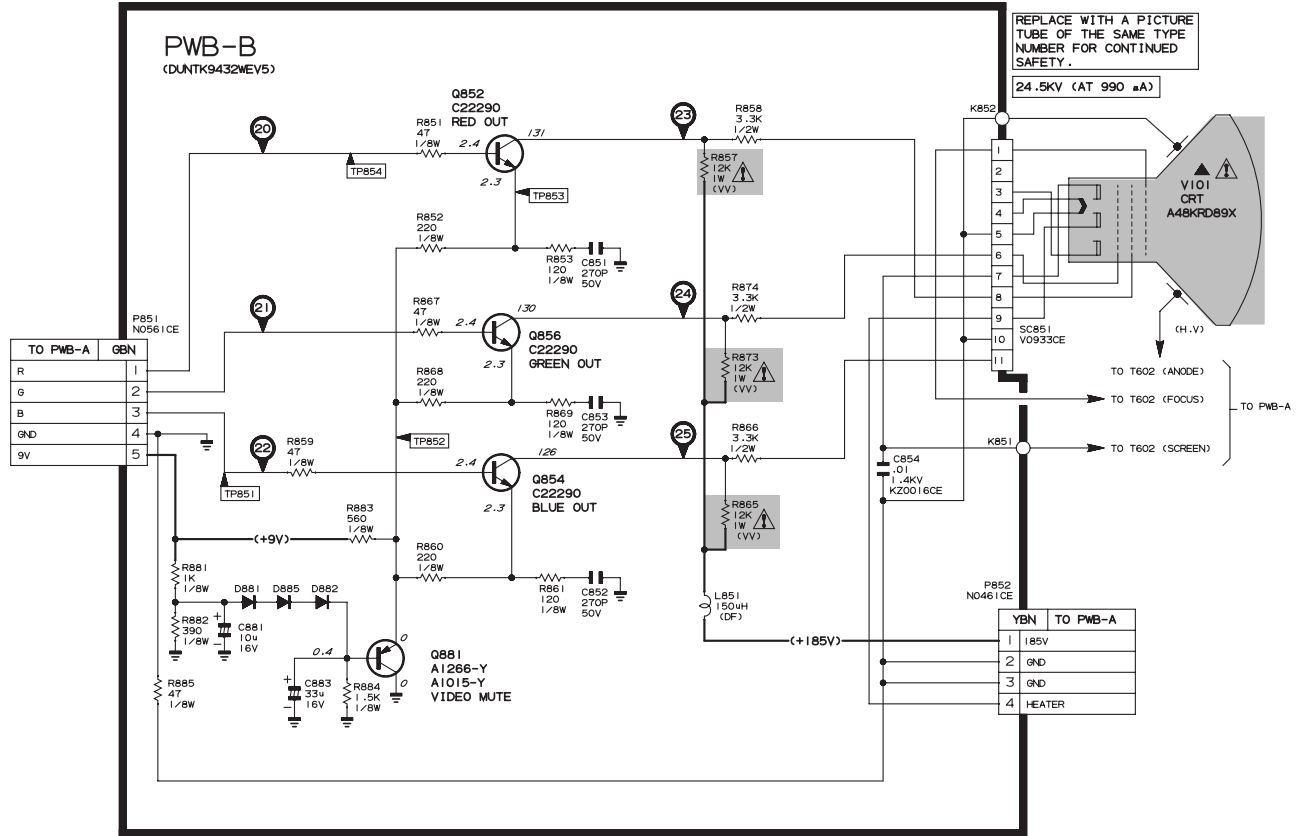 PWB-B
(DUNTK9432WEV5)
REPLACE WITH A PICTURE
TUBE OF THE SAME TYPE
NUMBER FOR CONTINUED
SAFETY.
24.5KV (AT 990 uA)
Q852
C22290
RED OUT
20
R851
47
1/8W
2.4
131
2.3
TP854
TP853
23
R858
3.3K
1/2W
R857
12K
1W
(VV)
K852
1
2
3
4
5
6
7
8
9
10
11
V101
CRT
A48KRD89X
R852
220
1/8W
R853
120
1/8W
C851
270P
50V
21
R867
47
1/8W
2.4
130
2.3
Q856
C22290
GREEN OUT
24
R874
3.3K
1/2W
R873
12K
1W
(VV)
SC851
V0933CE
(H.V)
P851
N0561CE
TO PWB-A GBN
R 1
G 2
B 3
GND 4
9V 5
R868
220
1/8W
R869
120
1/8W
C853
270P
50V
TO T602 (ANODE)
TO T602 (FOCUS)
TO PWB-A
TO T602 (SCREEN)
K851
TP852
22
R859
47
1/8W
2.4
126
2.3
Q854
C22290
BLUE OUT
25
R866
3.3K
1/2W
R865
12K
1W
(VV)
C854
.01
1.4KV
KZ0016CE
TP851
R883
560
1/8W
(+9V)
R860
220
1/8W
R861
120
1/8W
C852
270P
50V
R881
1K
1/8W
D881
D885
D882
R882
390
1/8W
C881
10u
16V
L851
150uH
(DF)
(+185V)
P852
N0461CE
YBN TO PWB-A
1 185V
2 GND
3 GND
4 HEATER
0.4
0
0
Q881
A1266-Y
A1015-Y
VIDEO MUTE
C883
33u
16V
R884
1.5K
1/8W
R885
47
1/8W